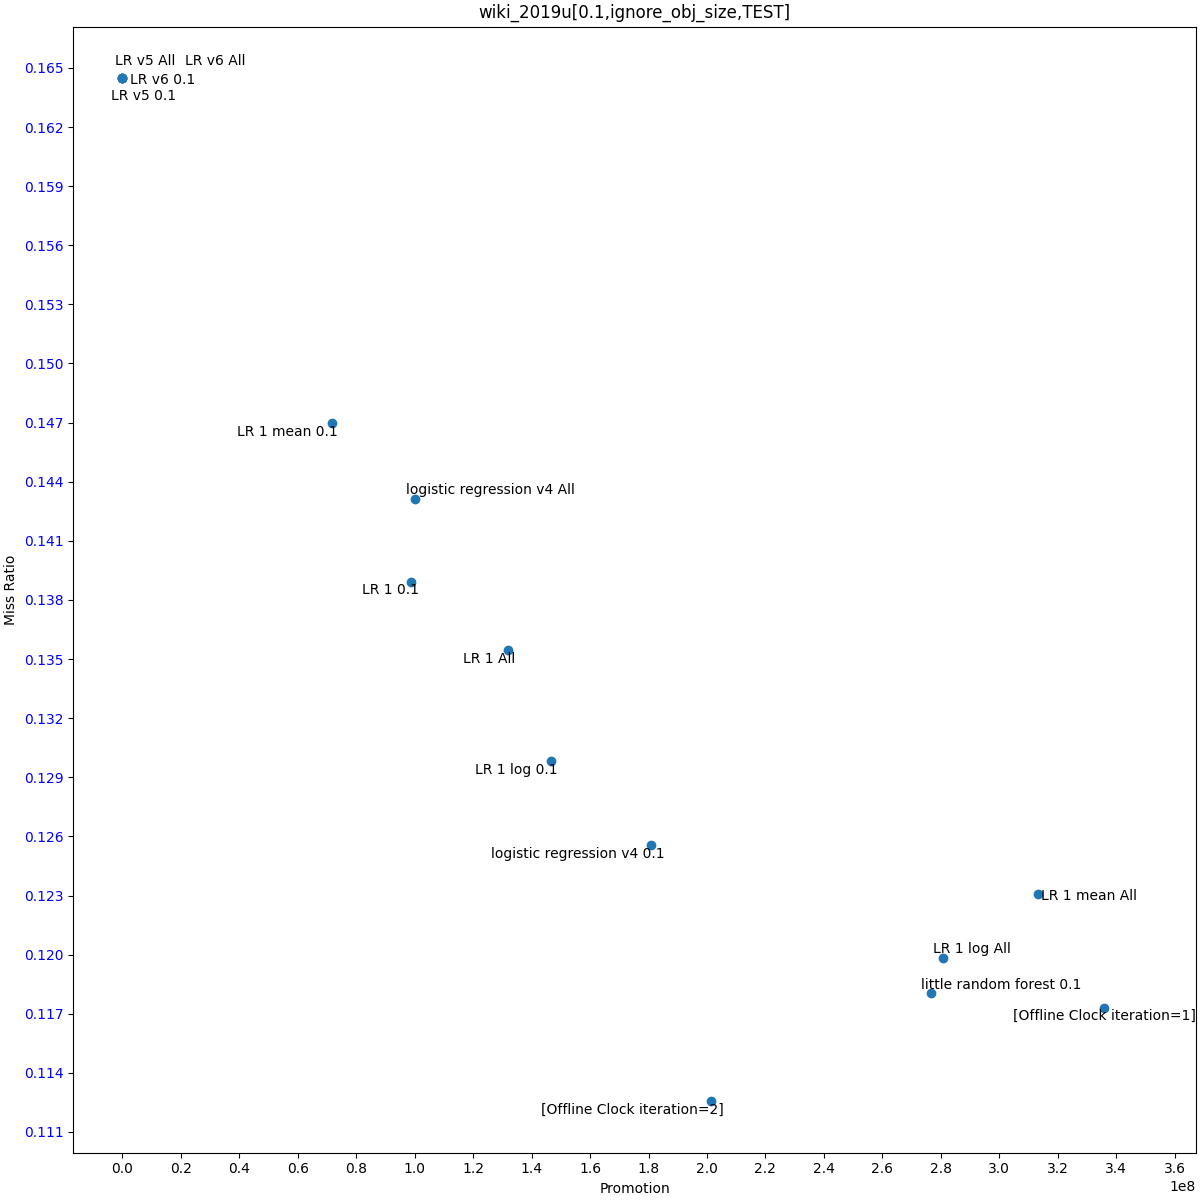 wiki_2019u[0.1,ignore_obj_size,TEST]
LR v5 All LR v6 All
0.165
LR v6 0.1
LR v5 0.1
0.162
0.159
0.156
0.153
0.150
0.147
LR 1 mean 0.1
0.144
logistic regression v4 All
0.141
Miss Ratio
LR 1 0.1
0.138
0.135
LR 1 All
0.132
0.129
LR 1 log 0.1
0.126
logistic regression v4 0.1
0.123
LR 1 mean All
0.120
LR 1 log All
little random forest 0.1
0.117
[Offline Clock iteration=1]
0.114
[Offline Clock iteration=2]
0.111
0.0 0.2 0.4 0.6 0.8 1.0 1.2 1.4 1.6 1.8 2.0 2.2 2.4 2.6 2.8 3.0 3.2 3.4 3.6
1e8
Promotion